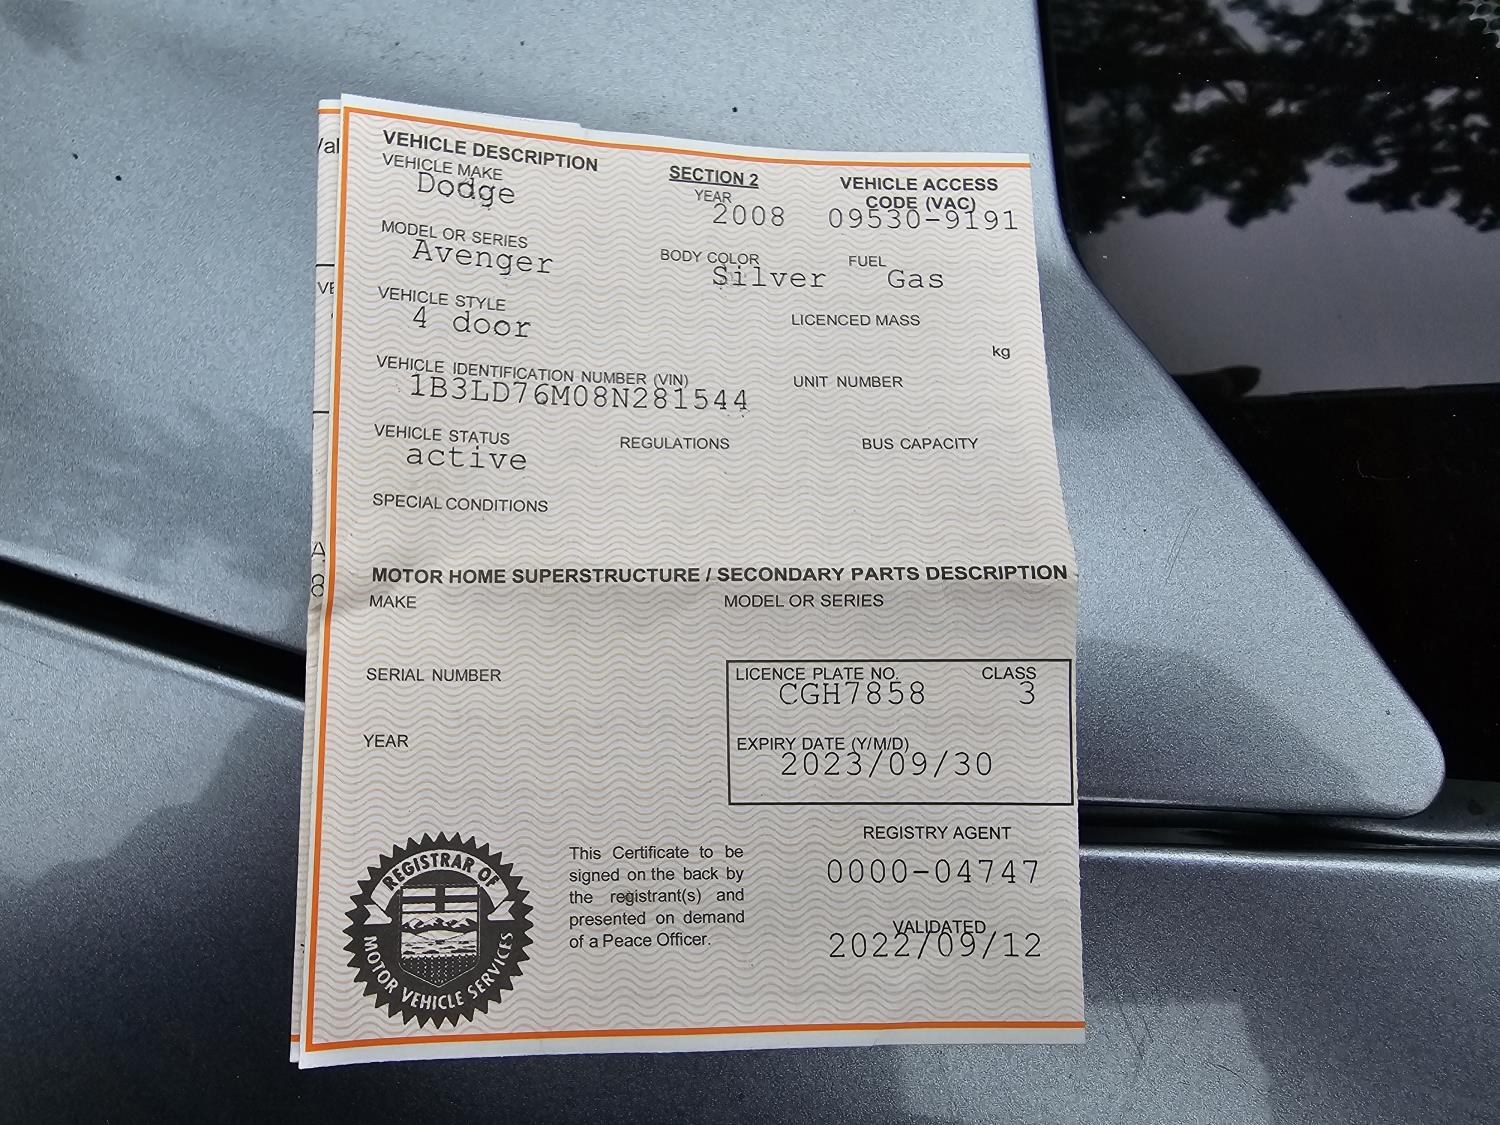 VEHICLE DESCRIPTION
VEHICLE MAKE
Dodge
SECTION 2
YEAR
2008
VEHICLE ACCESS
CODE (VAC)
09530-9191
MODEL OR SERIES
Avenger
BODY COLOR
Silver
FUEL
Gas
VEHICLE STYLE
4 door
LICENCED MASS
kg
VEHICLE IDENTIFICATION NUMBER (VIN)
1B3LD76M08N281544
UNIT NUMBER
VEHICLE STATUS
active
REGULATIONS
BUS CAPACITY
SPECIAL CONDITIONS
MOTOR HOME SUPERSTRUCTURE / SECONDARY PARTS DESCRIPTION
MAKE
MODEL OR SERIES
SERIAL NUMBER
LICENCE PLATE NO.
CGH7858
CLASS
3
YEAR
EXPIRY DATE (Y/M/D)
2023/09/30
REGISTRY AGENT
0000-04747
VALIDATED
2022/09/12
This Certificate to be
signed on the back by
the registrant(s) and
presented on demand
of a Peace Officer.
REGISTRAR OF
MOTOR VEHICLE SERVICES